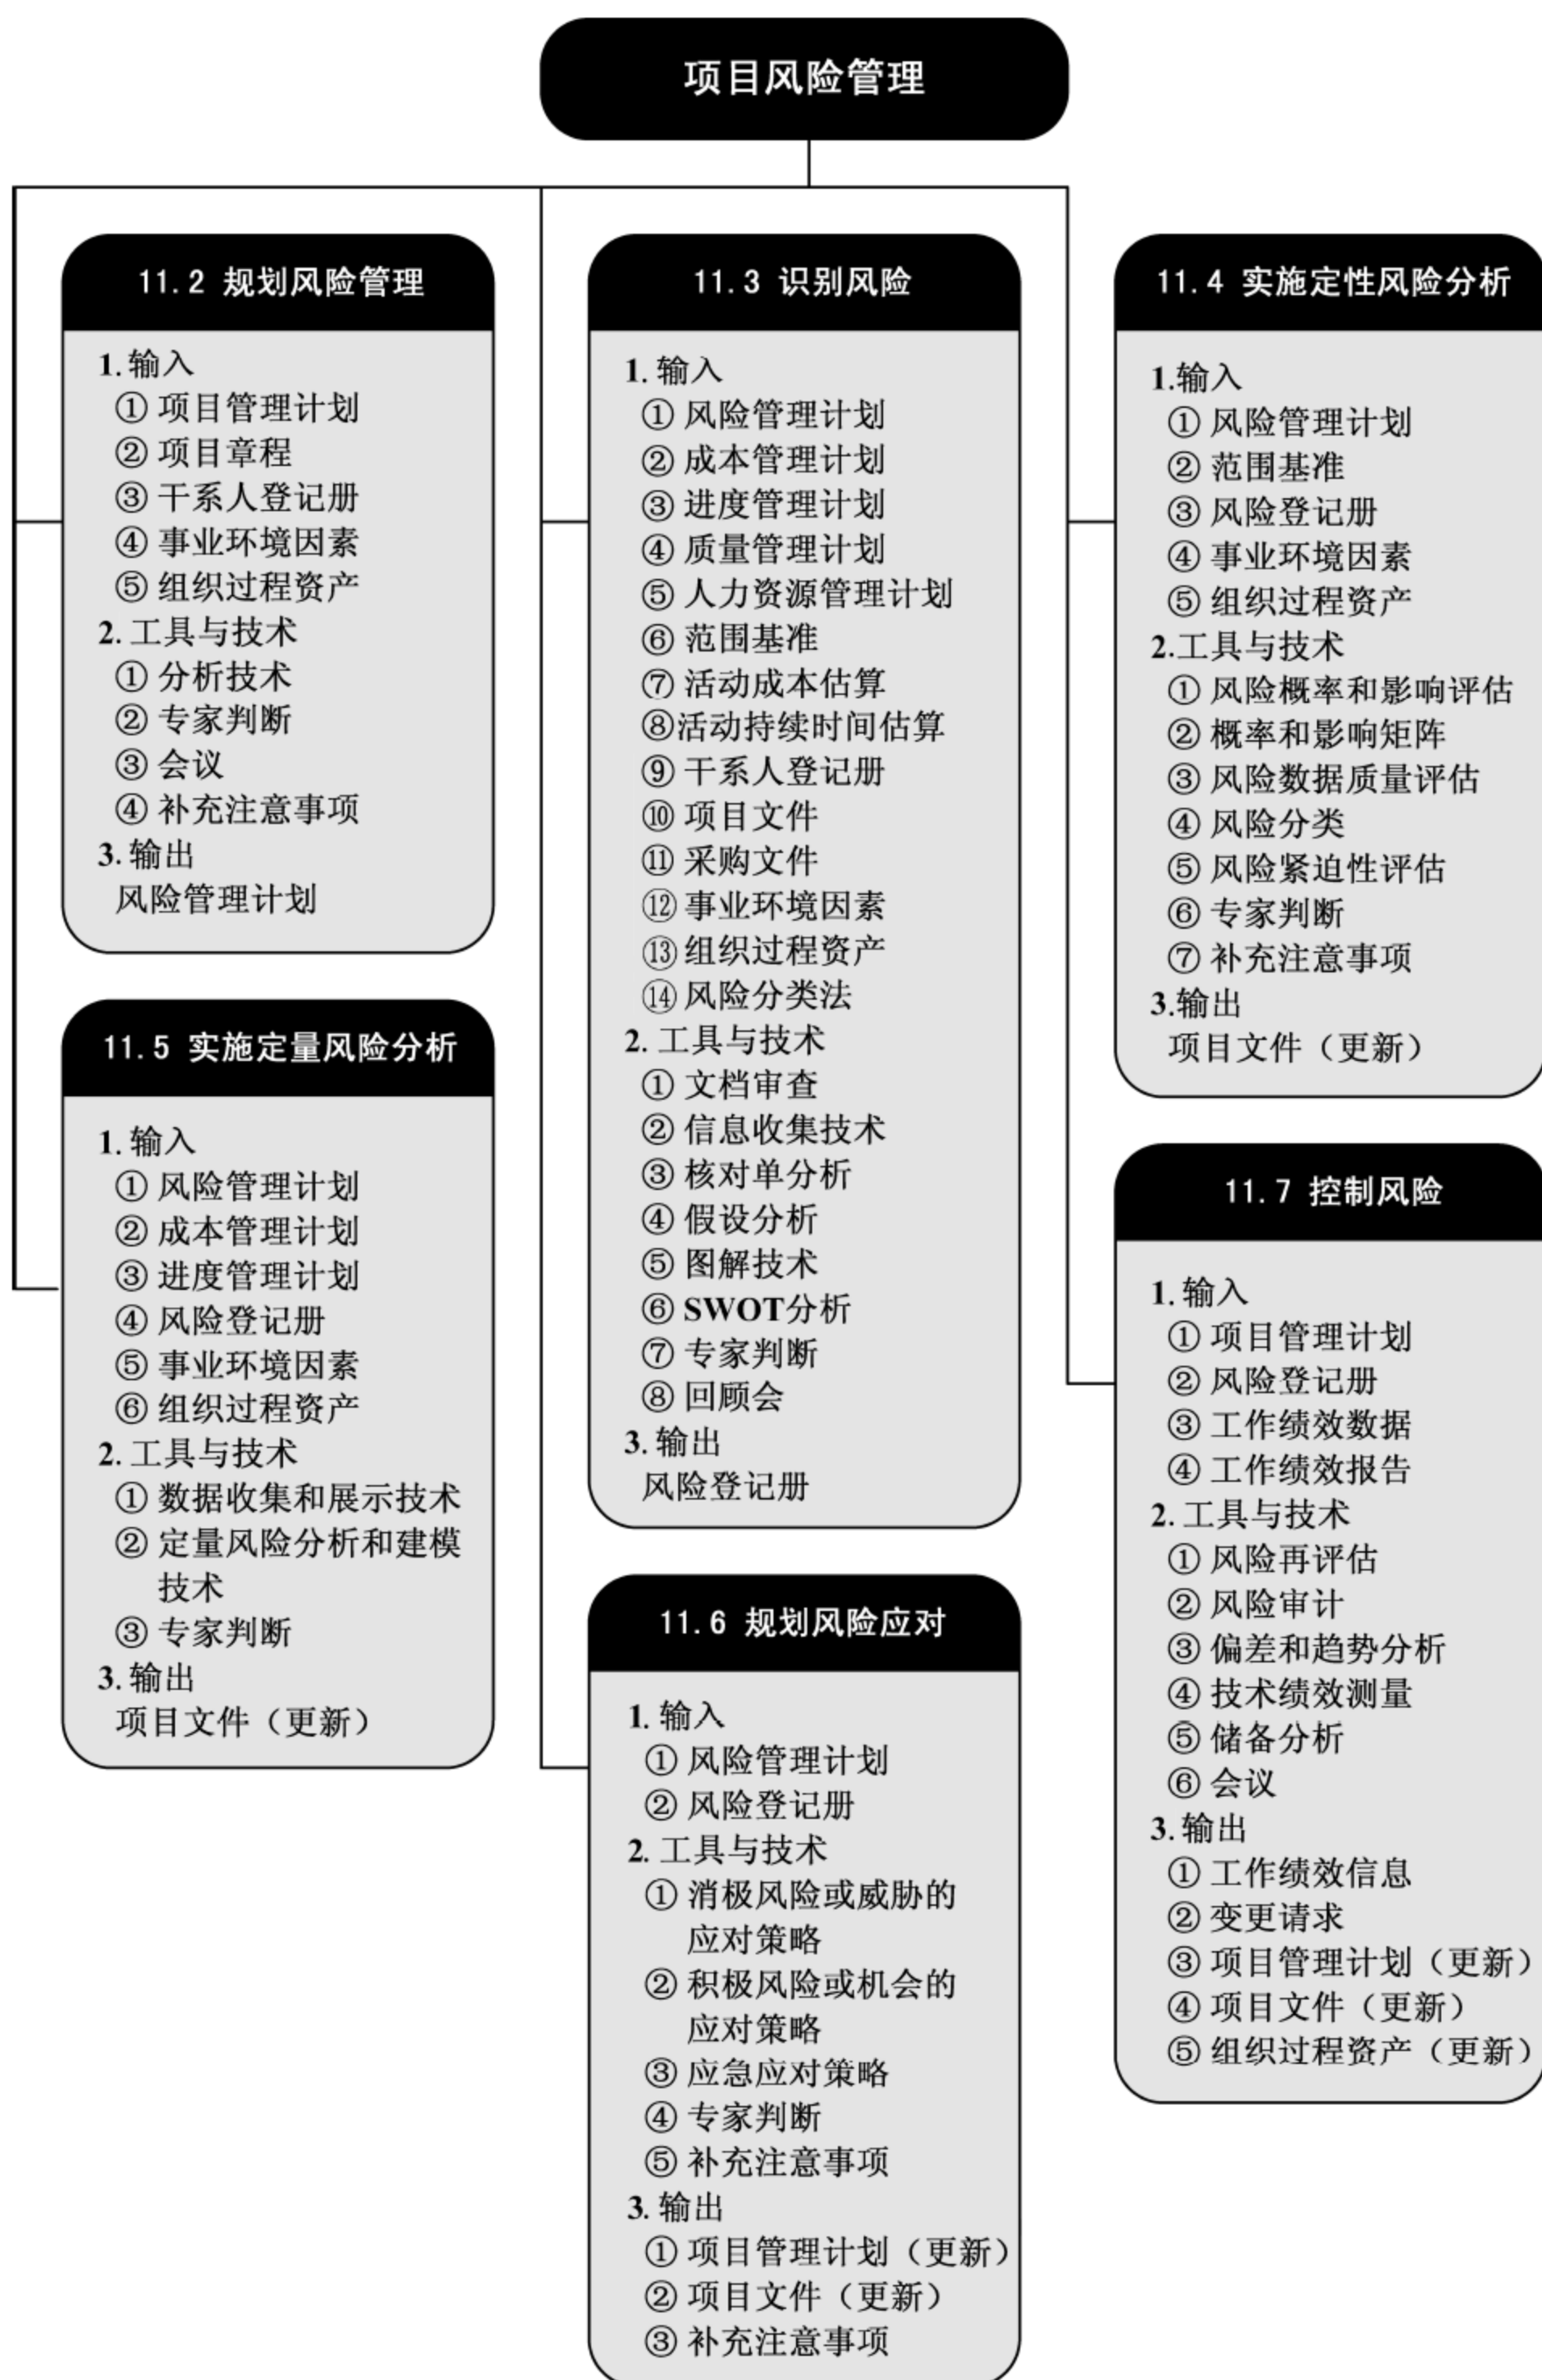 项目风险管理
11.2 规划风险管理
1. 输入
① 项目管理计划
② 项目章程
③ 干系人登记册
④ 事业环境因素
⑤ 组织过程资产
2. 工具与技术
① 分析技术
② 专家判断
③ 会议
④ 补充注意事项
3. 输出
风险管理计划
11.3 识别风险
1. 输入
① 风险管理计划
② 成本管理计划
③ 进度管理计划
④ 质量管理计划
⑤ 人力资源管理计划
⑥ 范围基准
⑦ 活动成本估算
⑧活动持续时间估算
⑨ 干系人登记册
⑩ 项目文件
⑪ 采购文件
⑫ 事业环境因素
⑬ 组织过程资产
⑭ 风险分类法
2. 工具与技术
① 文档审查
② 信息收集技术
③ 核对单分析
④ 假设分析
⑤ 图解技术
⑥ SWOT分析
⑦ 专家判断
⑧ 回顾会
3. 输出
风险登记册
11.4 实施定性风险分析
1.输入
① 风险管理计划
② 范围基准
③ 风险登记册
④ 事业环境因素
⑤ 组织过程资产
2.工具与技术
① 风险概率和影响评估
② 概率和影响矩阵
③ 风险数据质量评估
④ 风险分类
⑤ 风险紧迫性评估
⑥ 专家判断
⑦ 补充注意事项
3.输出
项目文件（更新）
11.5 实施定量风险分析
1. 输入
① 风险管理计划
② 成本管理计划
③ 进度管理计划
④ 风险登记册
⑤ 事业环境因素
⑥ 组织过程资产
2. 工具与技术
① 数据收集和展示技术
② 定量风险分析和建模
技术
③ 专家判断
3. 输出
项目文件（更新）
11.6 规划风险应对
1. 输入
① 风险管理计划
② 风险登记册
2. 工具与技术
① 消极风险或威胁的
应对策略
② 积极风险或机会的
应对策略
③ 应急应对策略
④ 专家判断
⑤ 补充注意事项
3. 输出
① 项目管理计划（更新）
② 项目文件（更新）
③ 补充注意事项
11.7 控制风险
1. 输入
① 项目管理计划
② 风险登记册
③ 工作绩效数据
④ 工作绩效报告
2. 工具与技术
① 风险再评估
② 风险审计
③ 偏差和趋势分析
④ 技术绩效测量
⑤ 储备分析
⑥ 会议
3. 输出
① 工作绩效信息
② 变更请求
③ 项目管理计划（更新）
④ 项目文件（更新）
⑤ 组织过程资产（更新）